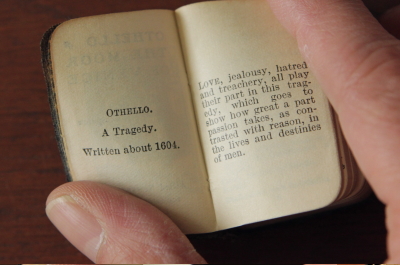 OTHELLO.
A Tragedy.
Written about 1604.
LOVE, jealousy, hatred
and treachery, all play
their part in this trag-
edy, which goes to
show how great a part
passion takes, as con-
trasted with reason, in
the lives and destinies
of men.